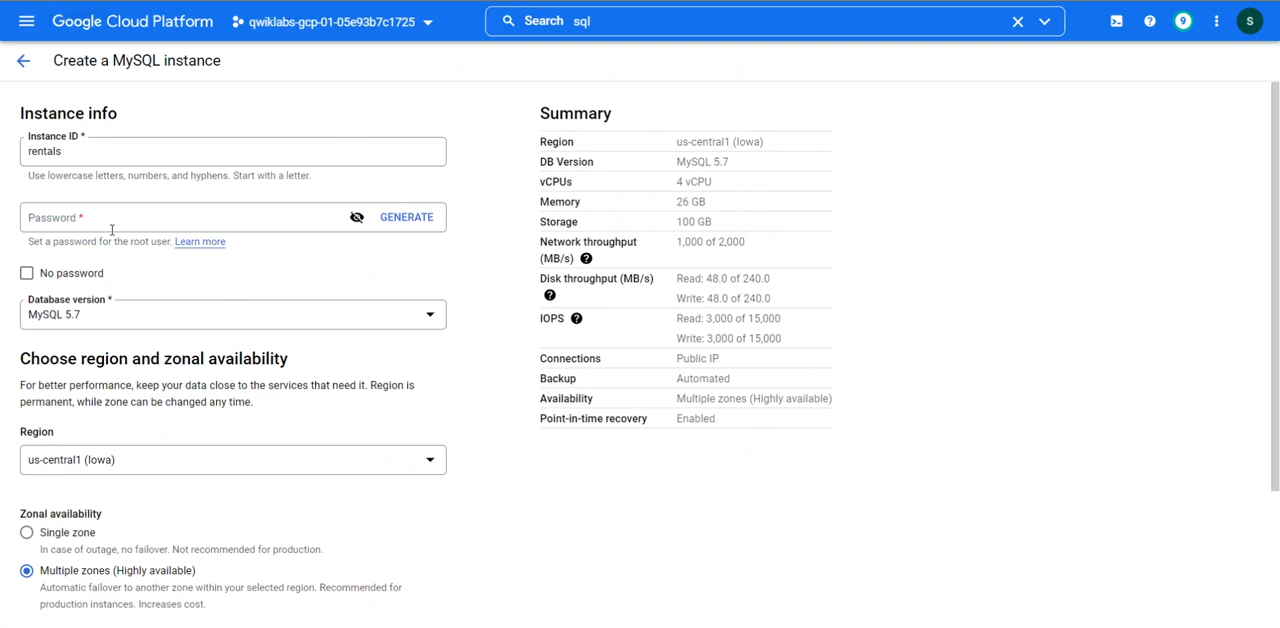 Google Cloud Platform
qwiklabs-gcp-01-05e93b7c1725
Search sql
9
S
Create a MySQL instance
Instance info
Instance ID *
rentals
Use lowercase letters, numbers, and hyphens. Start with a letter.
Password *
GENERATE
Set a password for the root user. Learn more
No password
Database version *
MySQL 5.7
Choose region and zonal availability
For better performance, keep your data close to the services that need it. Region is
permanent, while zone can be changed any time.
Region
us-central1 (Iowa)
Zonal availability
Single zone
In case of outage, no failover. Not recommended for production.
Multiple zones (Highly available)
Automatic failover to another zone within your selected region. Recommended for
production instances. Increases cost.
Summary
Region us-central1 (Iowa)
DB Version MySQL 5.7
vCPUs 4 vCPU
Memory 26 GB
Storage 100 GB
Network throughput 1,000 of 2,000
(MB/s) ?
Disk throughput (MB/s) Read: 48.0 of 240.0
? Write: 48.0 of 240.0
IOPS ? Read: 3,000 of 15,000
Write: 3,000 of 15,000
Connections Public IP
Backup Automated
Availability Multiple zones (Highly available)
Point-in-time recovery Enabled